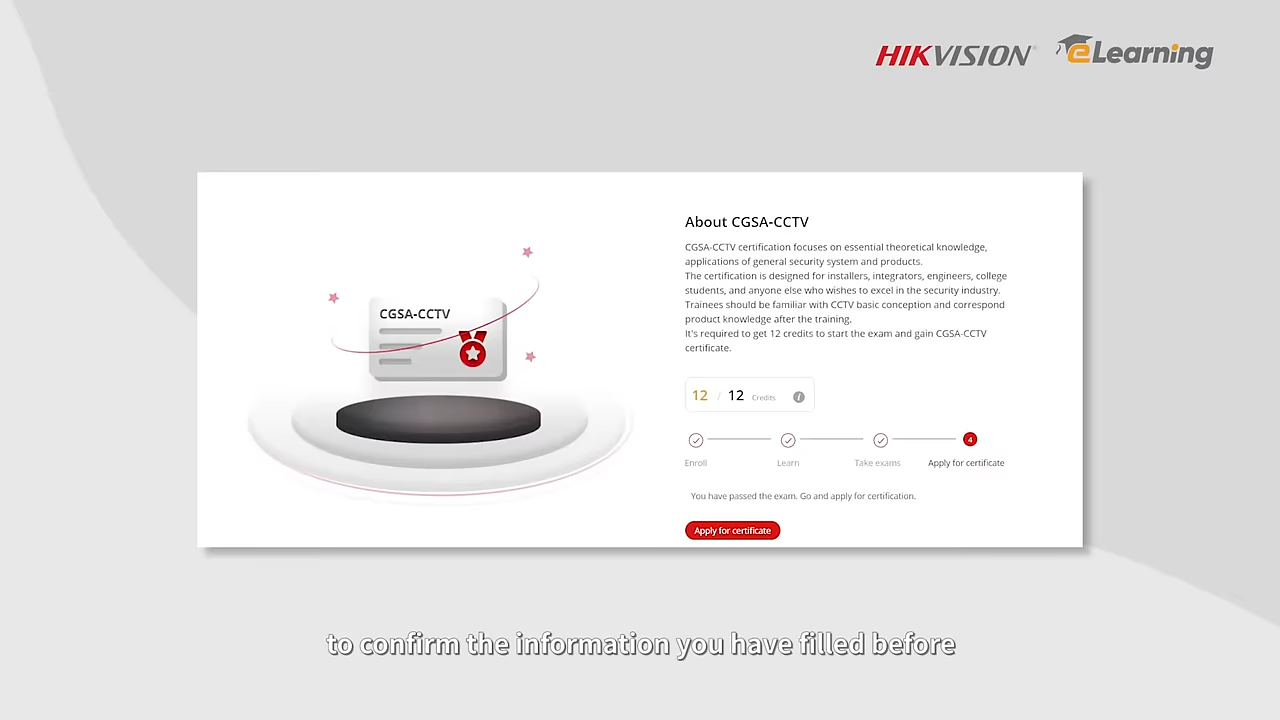 HIKVISION eLearning
CGSA-CCTV
About CGSA-CCTV
CGSA-CCTV certification focuses on essential theoretical knowledge,
applications of general security system and products.
The certification is designed for installers, integrators, engineers, college
students, and anyone else who wishes to excel in the security industry.
Trainees should be familiar with CCTV basic conception and correspond
product knowledge after the training.
It's required to get 12 credits to start the exam and gain CGSA-CCTV
certificate.
12 / 12 Credits i
4
Enroll Learn Take exams Apply for certificate
You have passed the exam. Go and apply for certification.
Apply for certificate
to confirm the information you have filled before